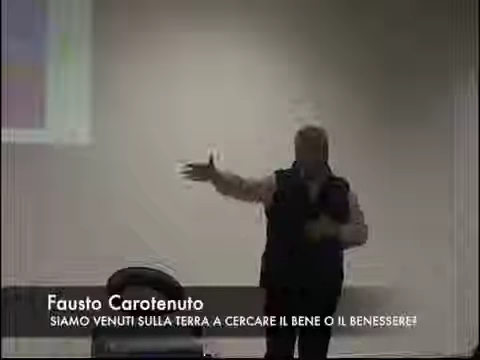 Fausto Carotenuto
SIAMO VENUTI SULLA TERRA A CERCARE IL BENE O IL BENESSERE?